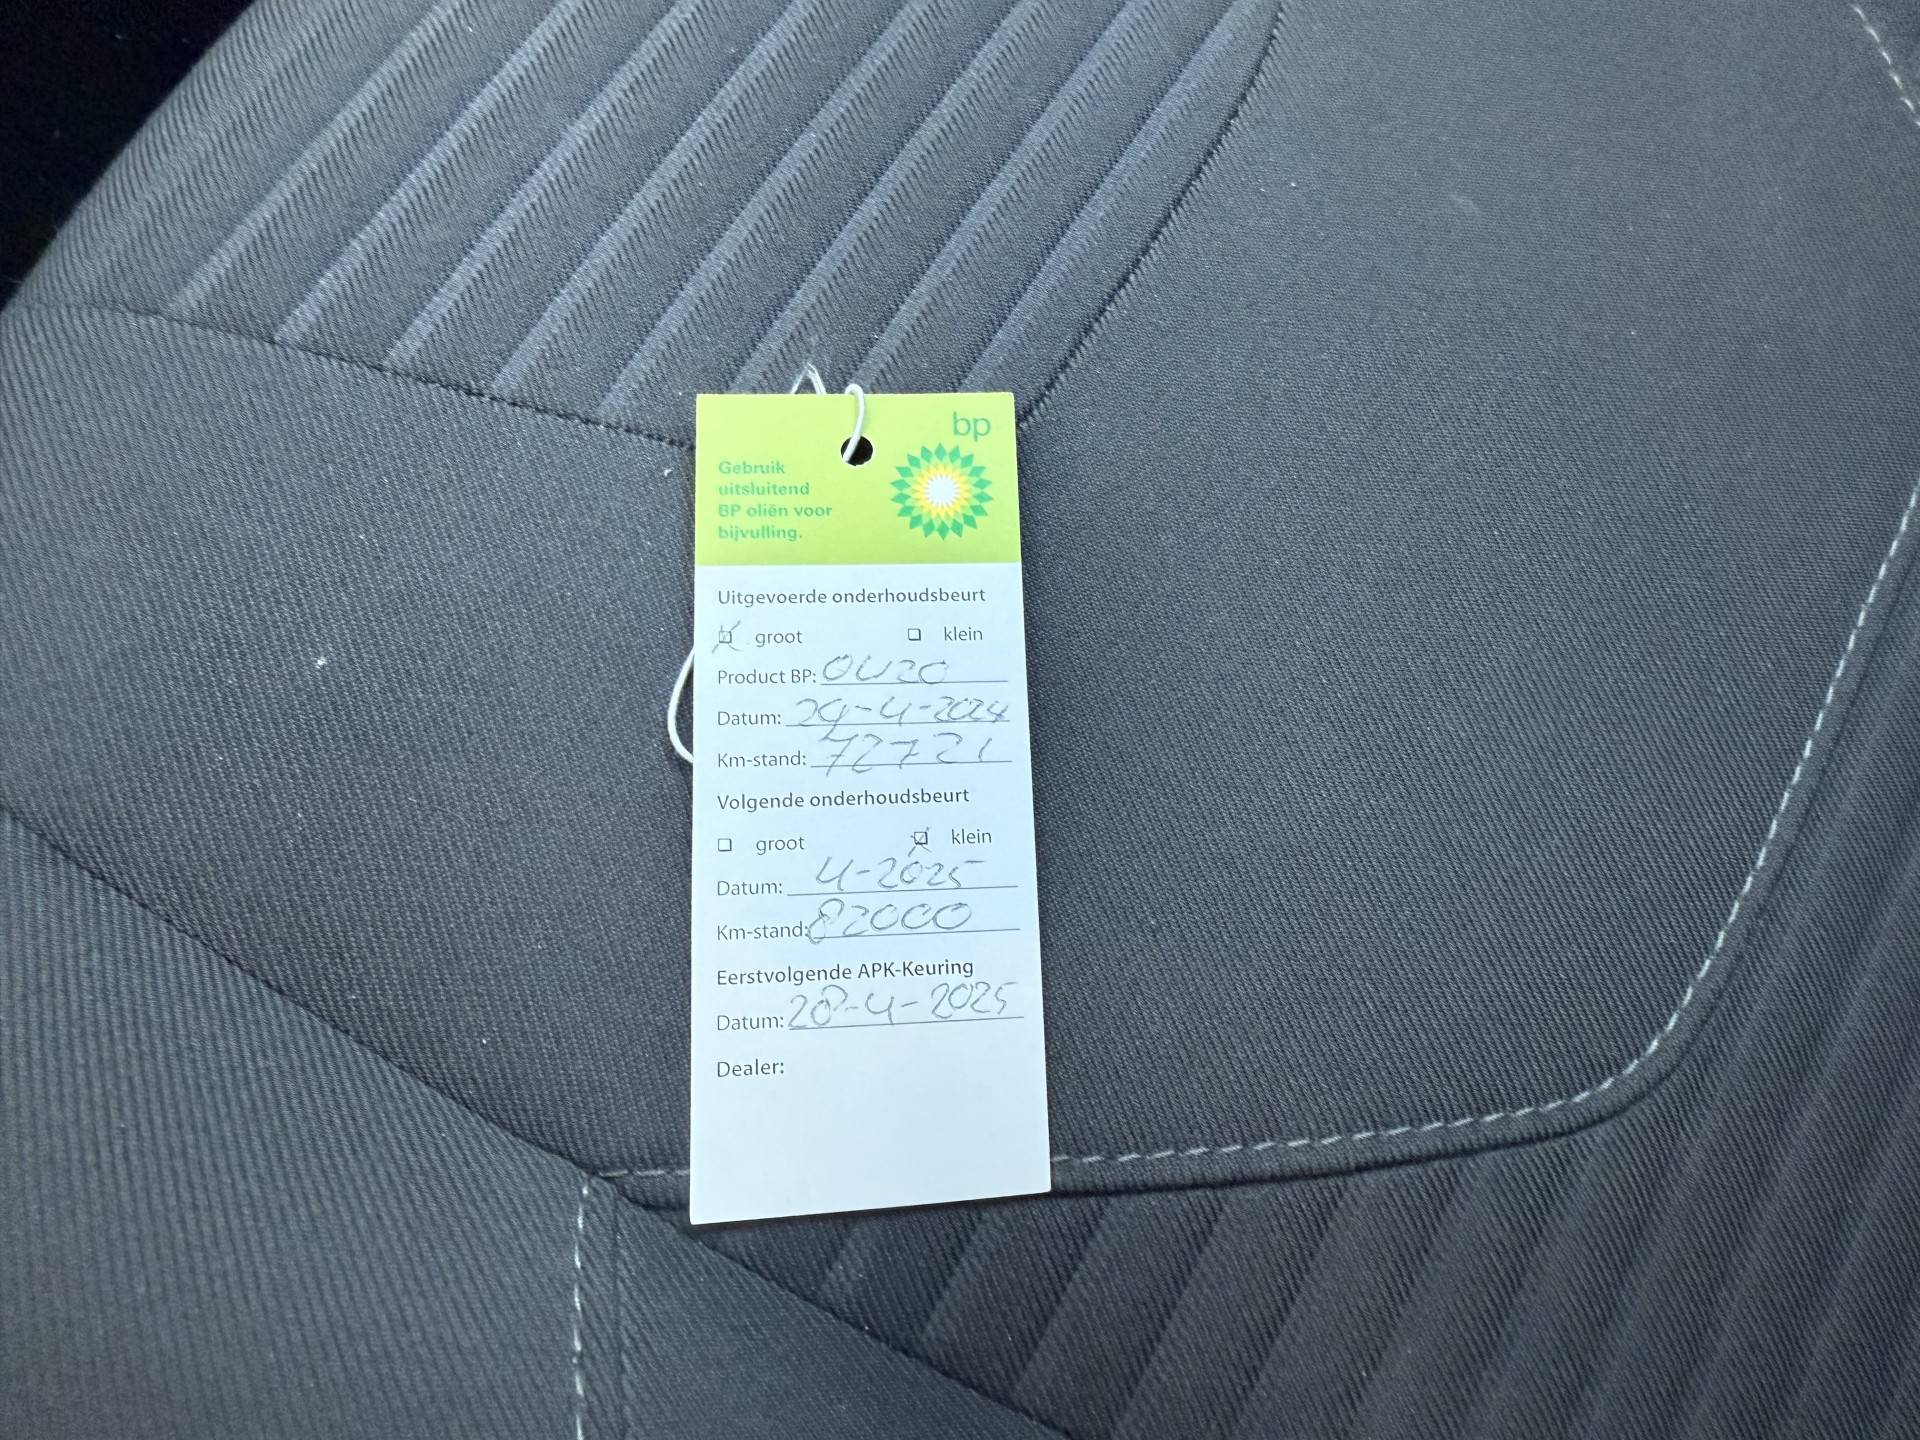 bp
Gebruik
uitsluitend
BP oliën voor
bijvulling.
Uitgevoerde onderhoudsbeurt
groot klein
Product BP: 0W20
Datum: 29-4-2024
Km-stand: 72721
Volgende onderhoudsbeurt
groot klein
Datum: 4-2025
Km-stand: 82000
Eerstvolgende APK-Keuring
Datum: 28-4-2025
Dealer: